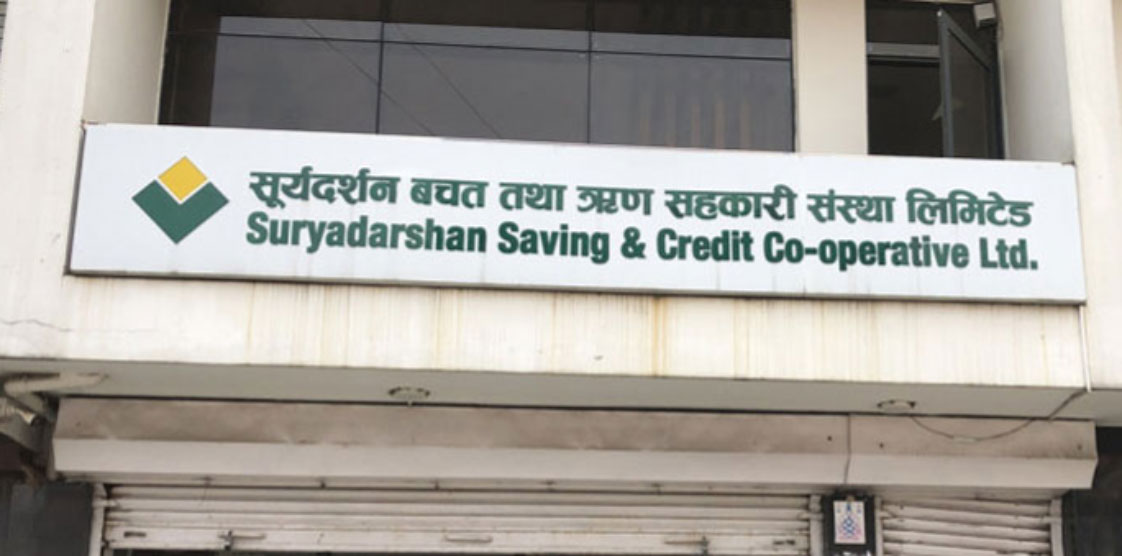 सूर्यदर्शन बचत तथा ऋण सहकारी संस्था लिमिटेड
Suryadarshan Saving & Credit Co-operative Ltd.